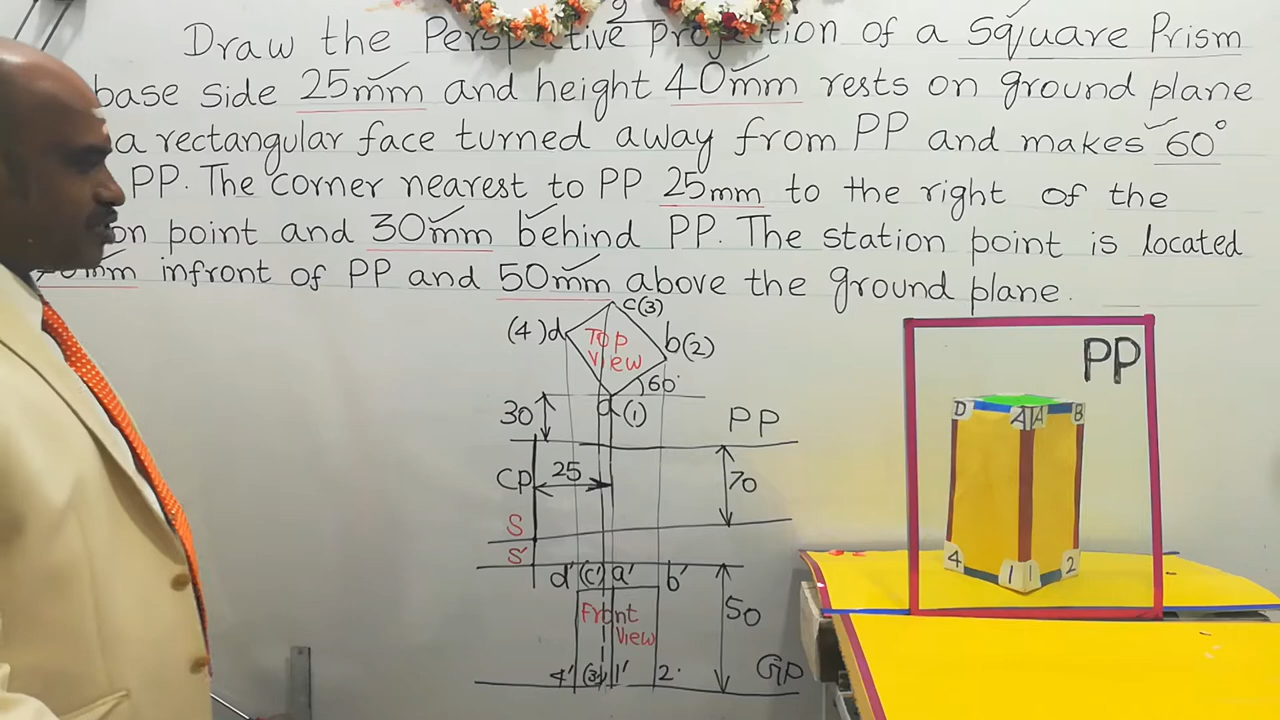 Draw the Perspective projection of a Square Prism
base side 25mm and height 40mm rests on ground plane
a rectangular face turned away from PP and makes 60°
PP. The corner nearest to PP 25mm to the right of the
on point and 30mm behind PP. The station point is located
infront of PP and 50mm above the ground plane.
c(3)
(4)d
Top
View
b(2)
60°
a(1)
30
PP
PP
CP
25
70
S
S'
d' (c') a' b'
D A A B
Front
View
50
4 1 1 2
4' (3') 1' 2'
GP